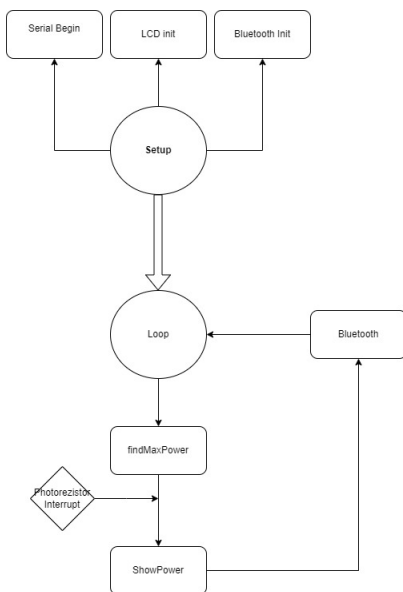 Serial Begin
LCD init
Bluetooth Init
Setup
Loop
Bluetooth
findMaxPower
Photorezistor
Interrupt
ShowPower